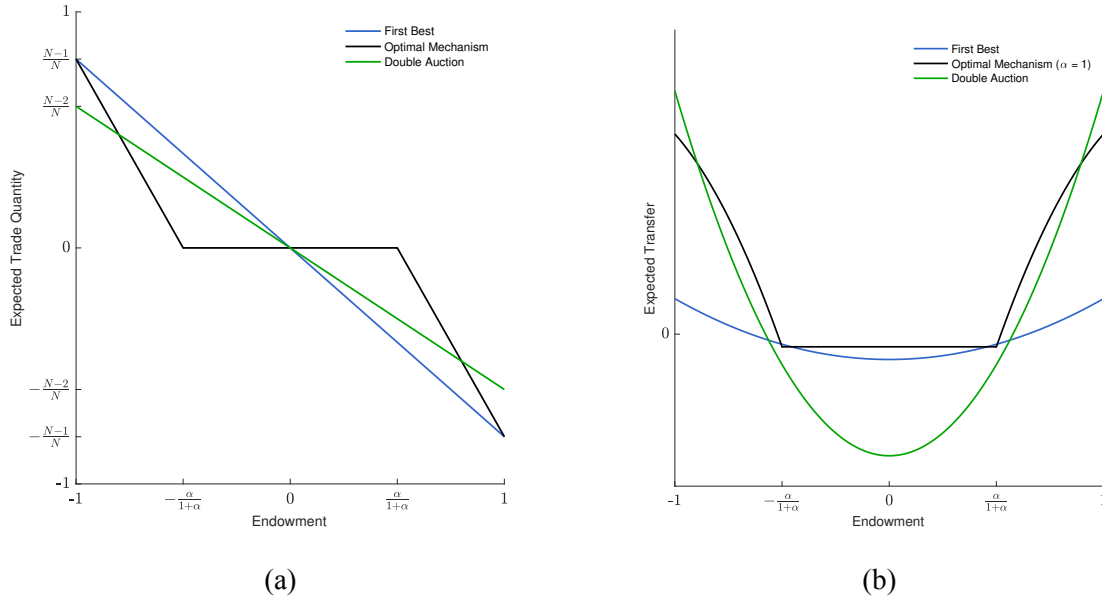 First Best
Optimal Mechanism
Double Auction
Expected Trade Quantity
1
N−1/N
N−2/N
0
−N−2/N
−N−1/N
-1
-1
−α/1+α
0
α/1+α
1
Endowment
(a)
First Best
Optimal Mechanism (α = 1)
Double Auction
Expected Transfer
0
-1
−α/1+α
0
α/1+α
1
Endowment
(b)